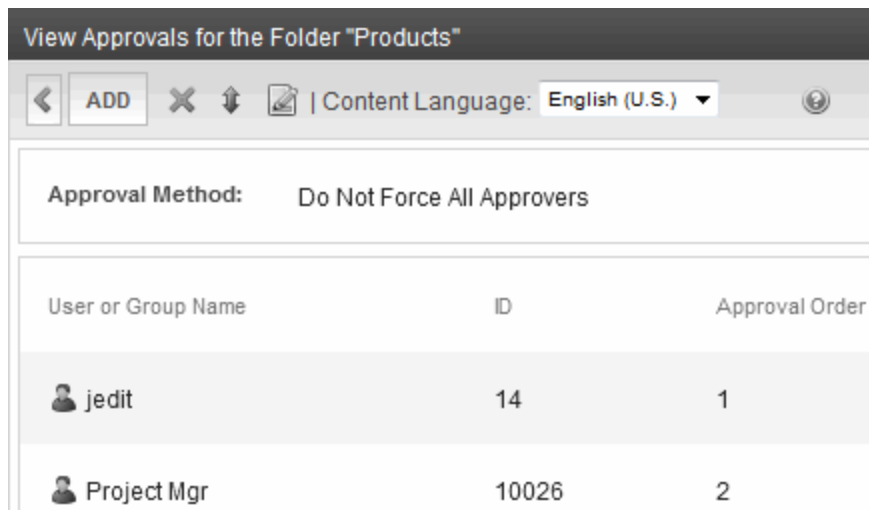 View Approvals for the Folder "Products"
ADD | Content Language: English (U.S.)
Approval Method: Do Not Force All Approvers
User or Group Name ID Approval Order
jedit 14 1
Project Mgr 10026 2